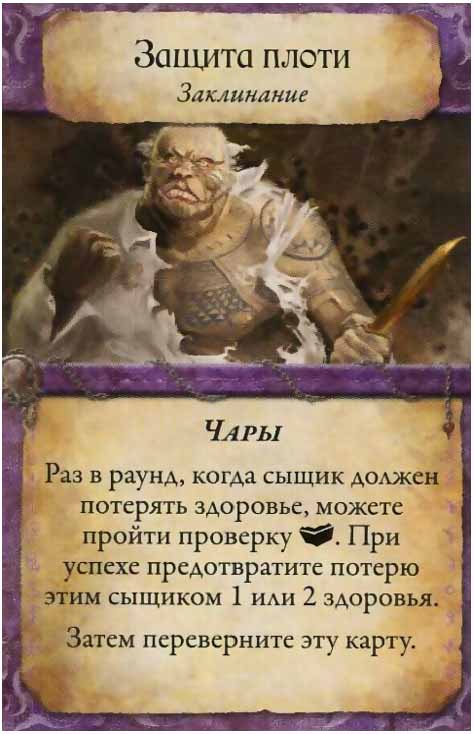 Защита плоти
Заклинание
Чары
Раз в раунд, когда сыщик должен
потерять здоровье, можете
пройти проверку . При
успехе предотвратите потерю
этим сыщиком 1 или 2 здоровья.
Затем переверните эту карту.